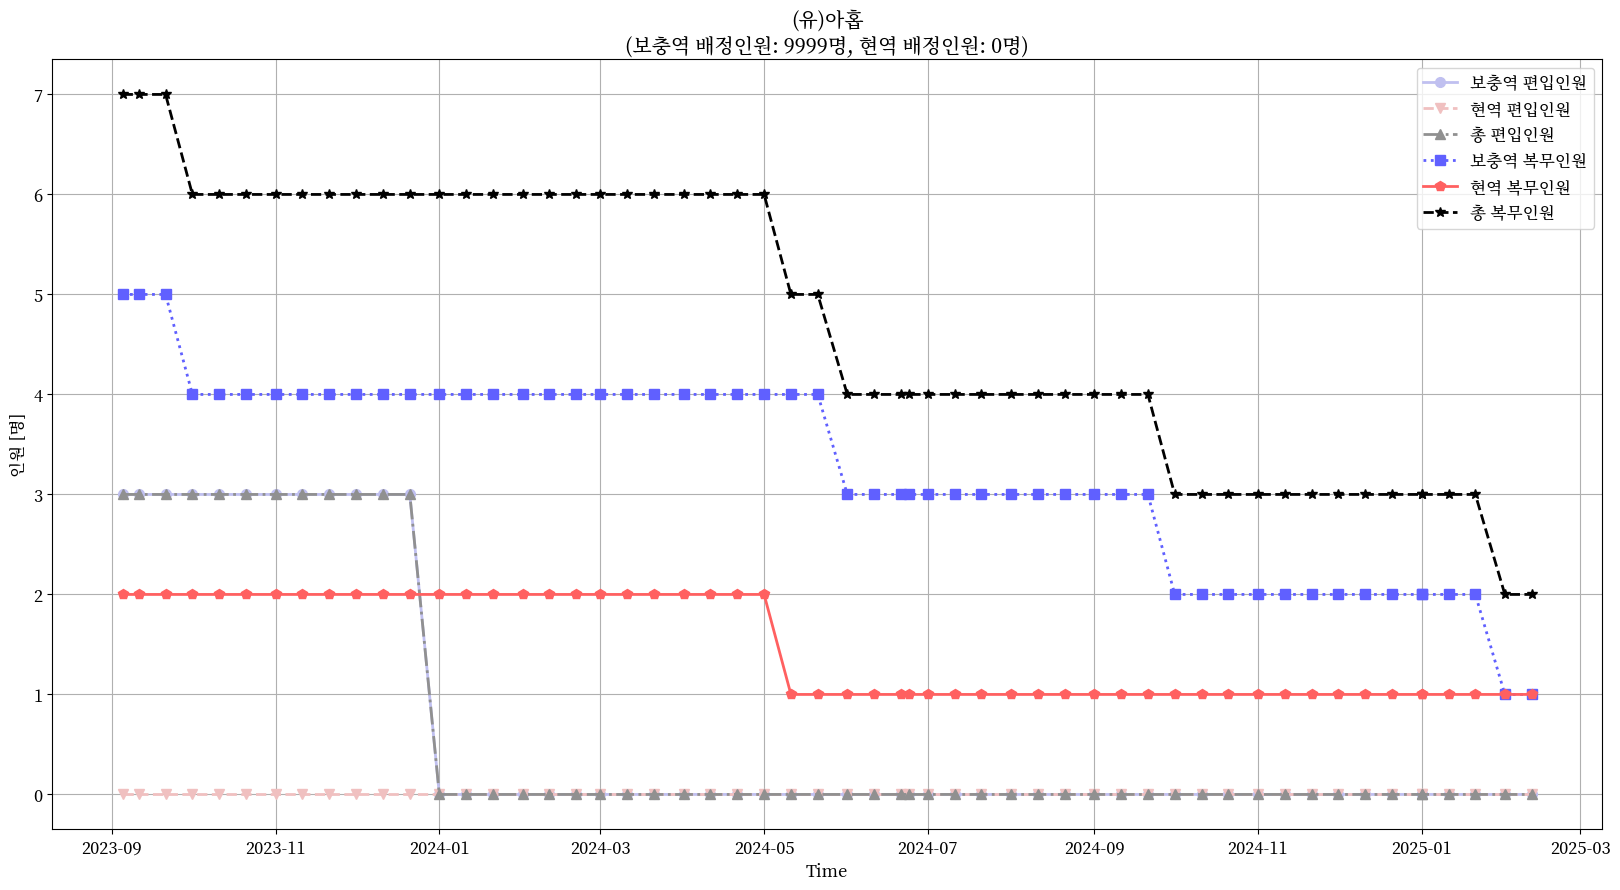 (유)아홉
(보충역 배정인원: 9999명, 현역 배정인원: 0명)
보충역 편입인원
현역 편입인원
총 편입인원
보충역 복무인원
현역 복무인원
총 복무인원
인원 [명]
7
6
5
4
3
2
1
0
2023-09
2023-11
2024-01
2024-03
2024-05
2024-07
2024-09
2024-11
2025-01
2025-03
Time